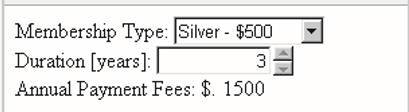 Membership Type: Silver - $500
Duration [years]: 3
Annual Payment Fees: $. 1500